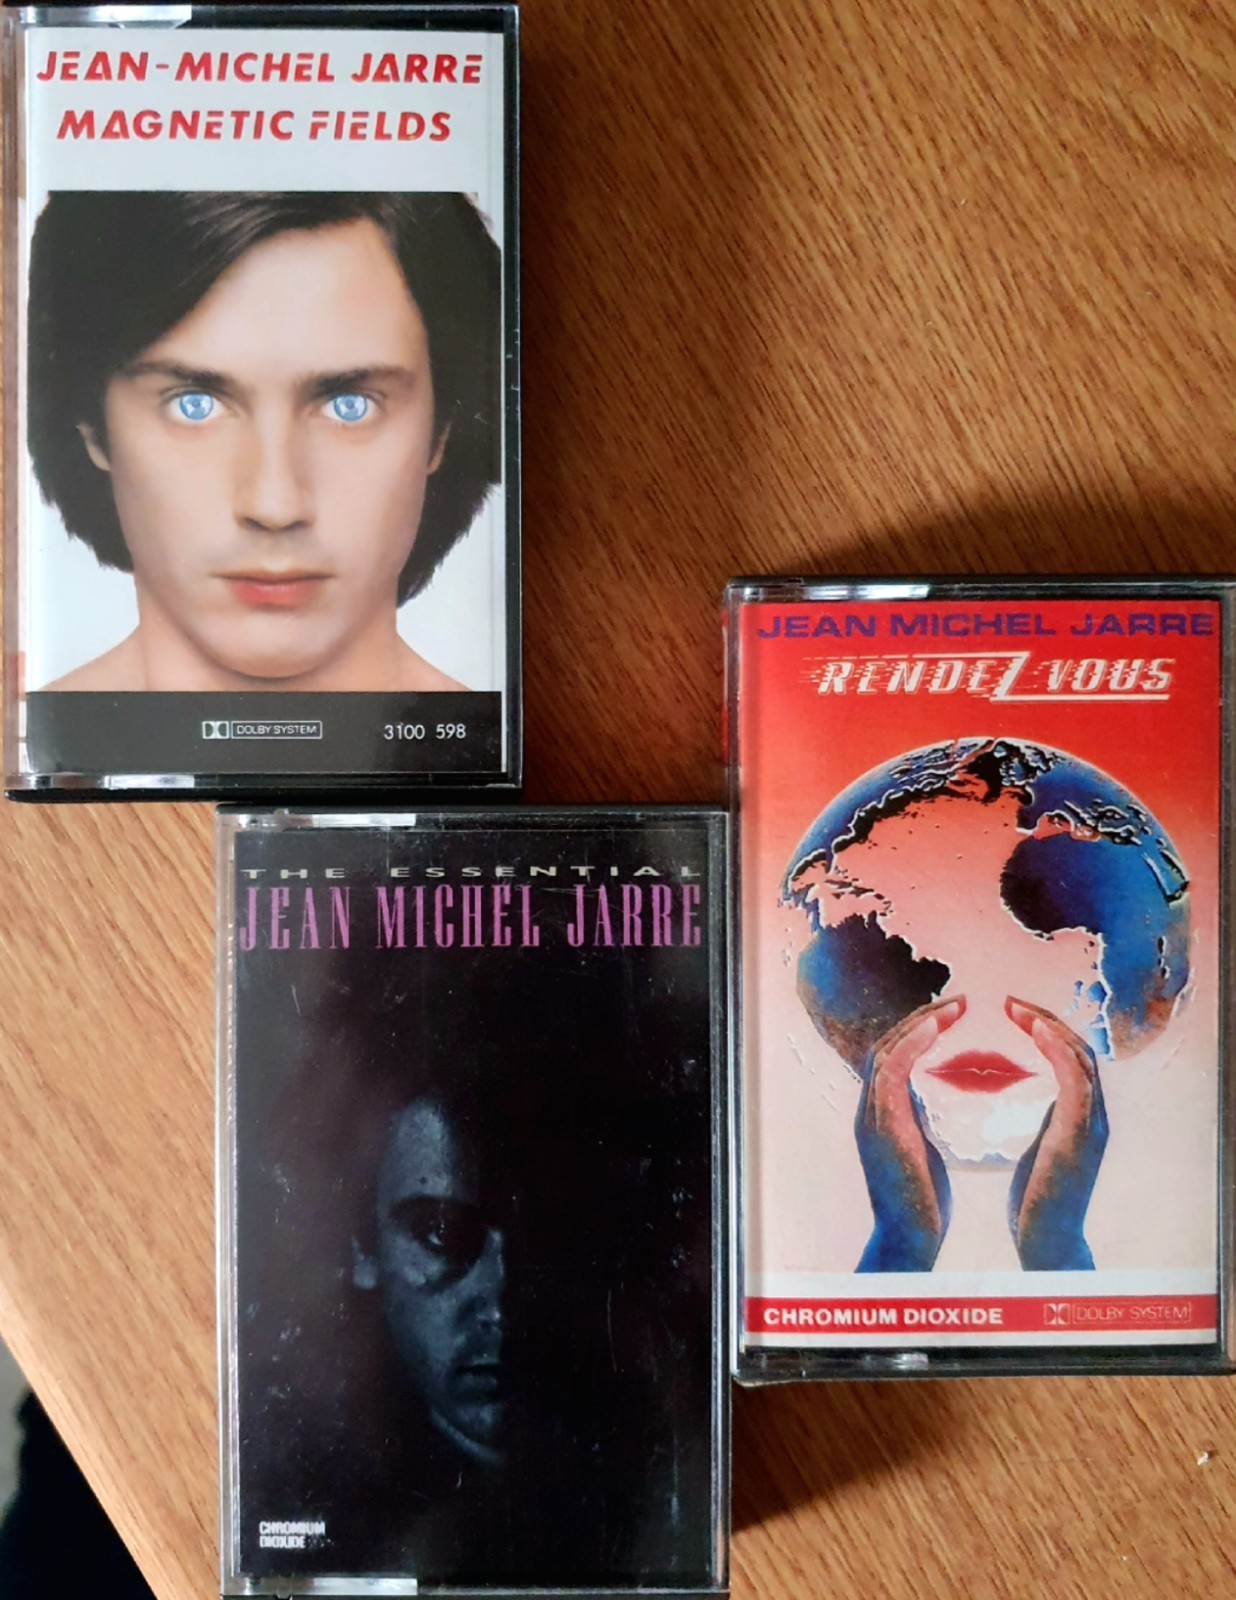 JEAN-MICHEL JARRE
MAGNETIC FIELDS
DOLBY SYSTEM 3100 598
THE ESSENTIAL
JEAN MICHEL JARRE
CHROMIUM
DIOXIDE
JEAN MICHEL JARRE
RENDEZ VOUS
CHROMIUM DIOXIDE DOLBY SYSTEM